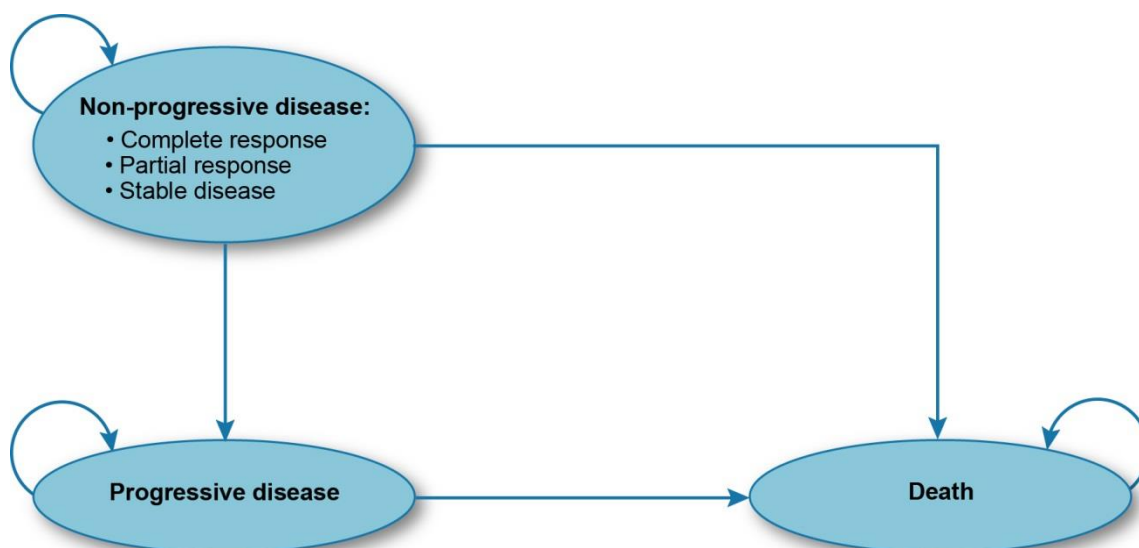 Non-progressive disease:
• Complete response
• Partial response
• Stable disease
Progressive disease
Death